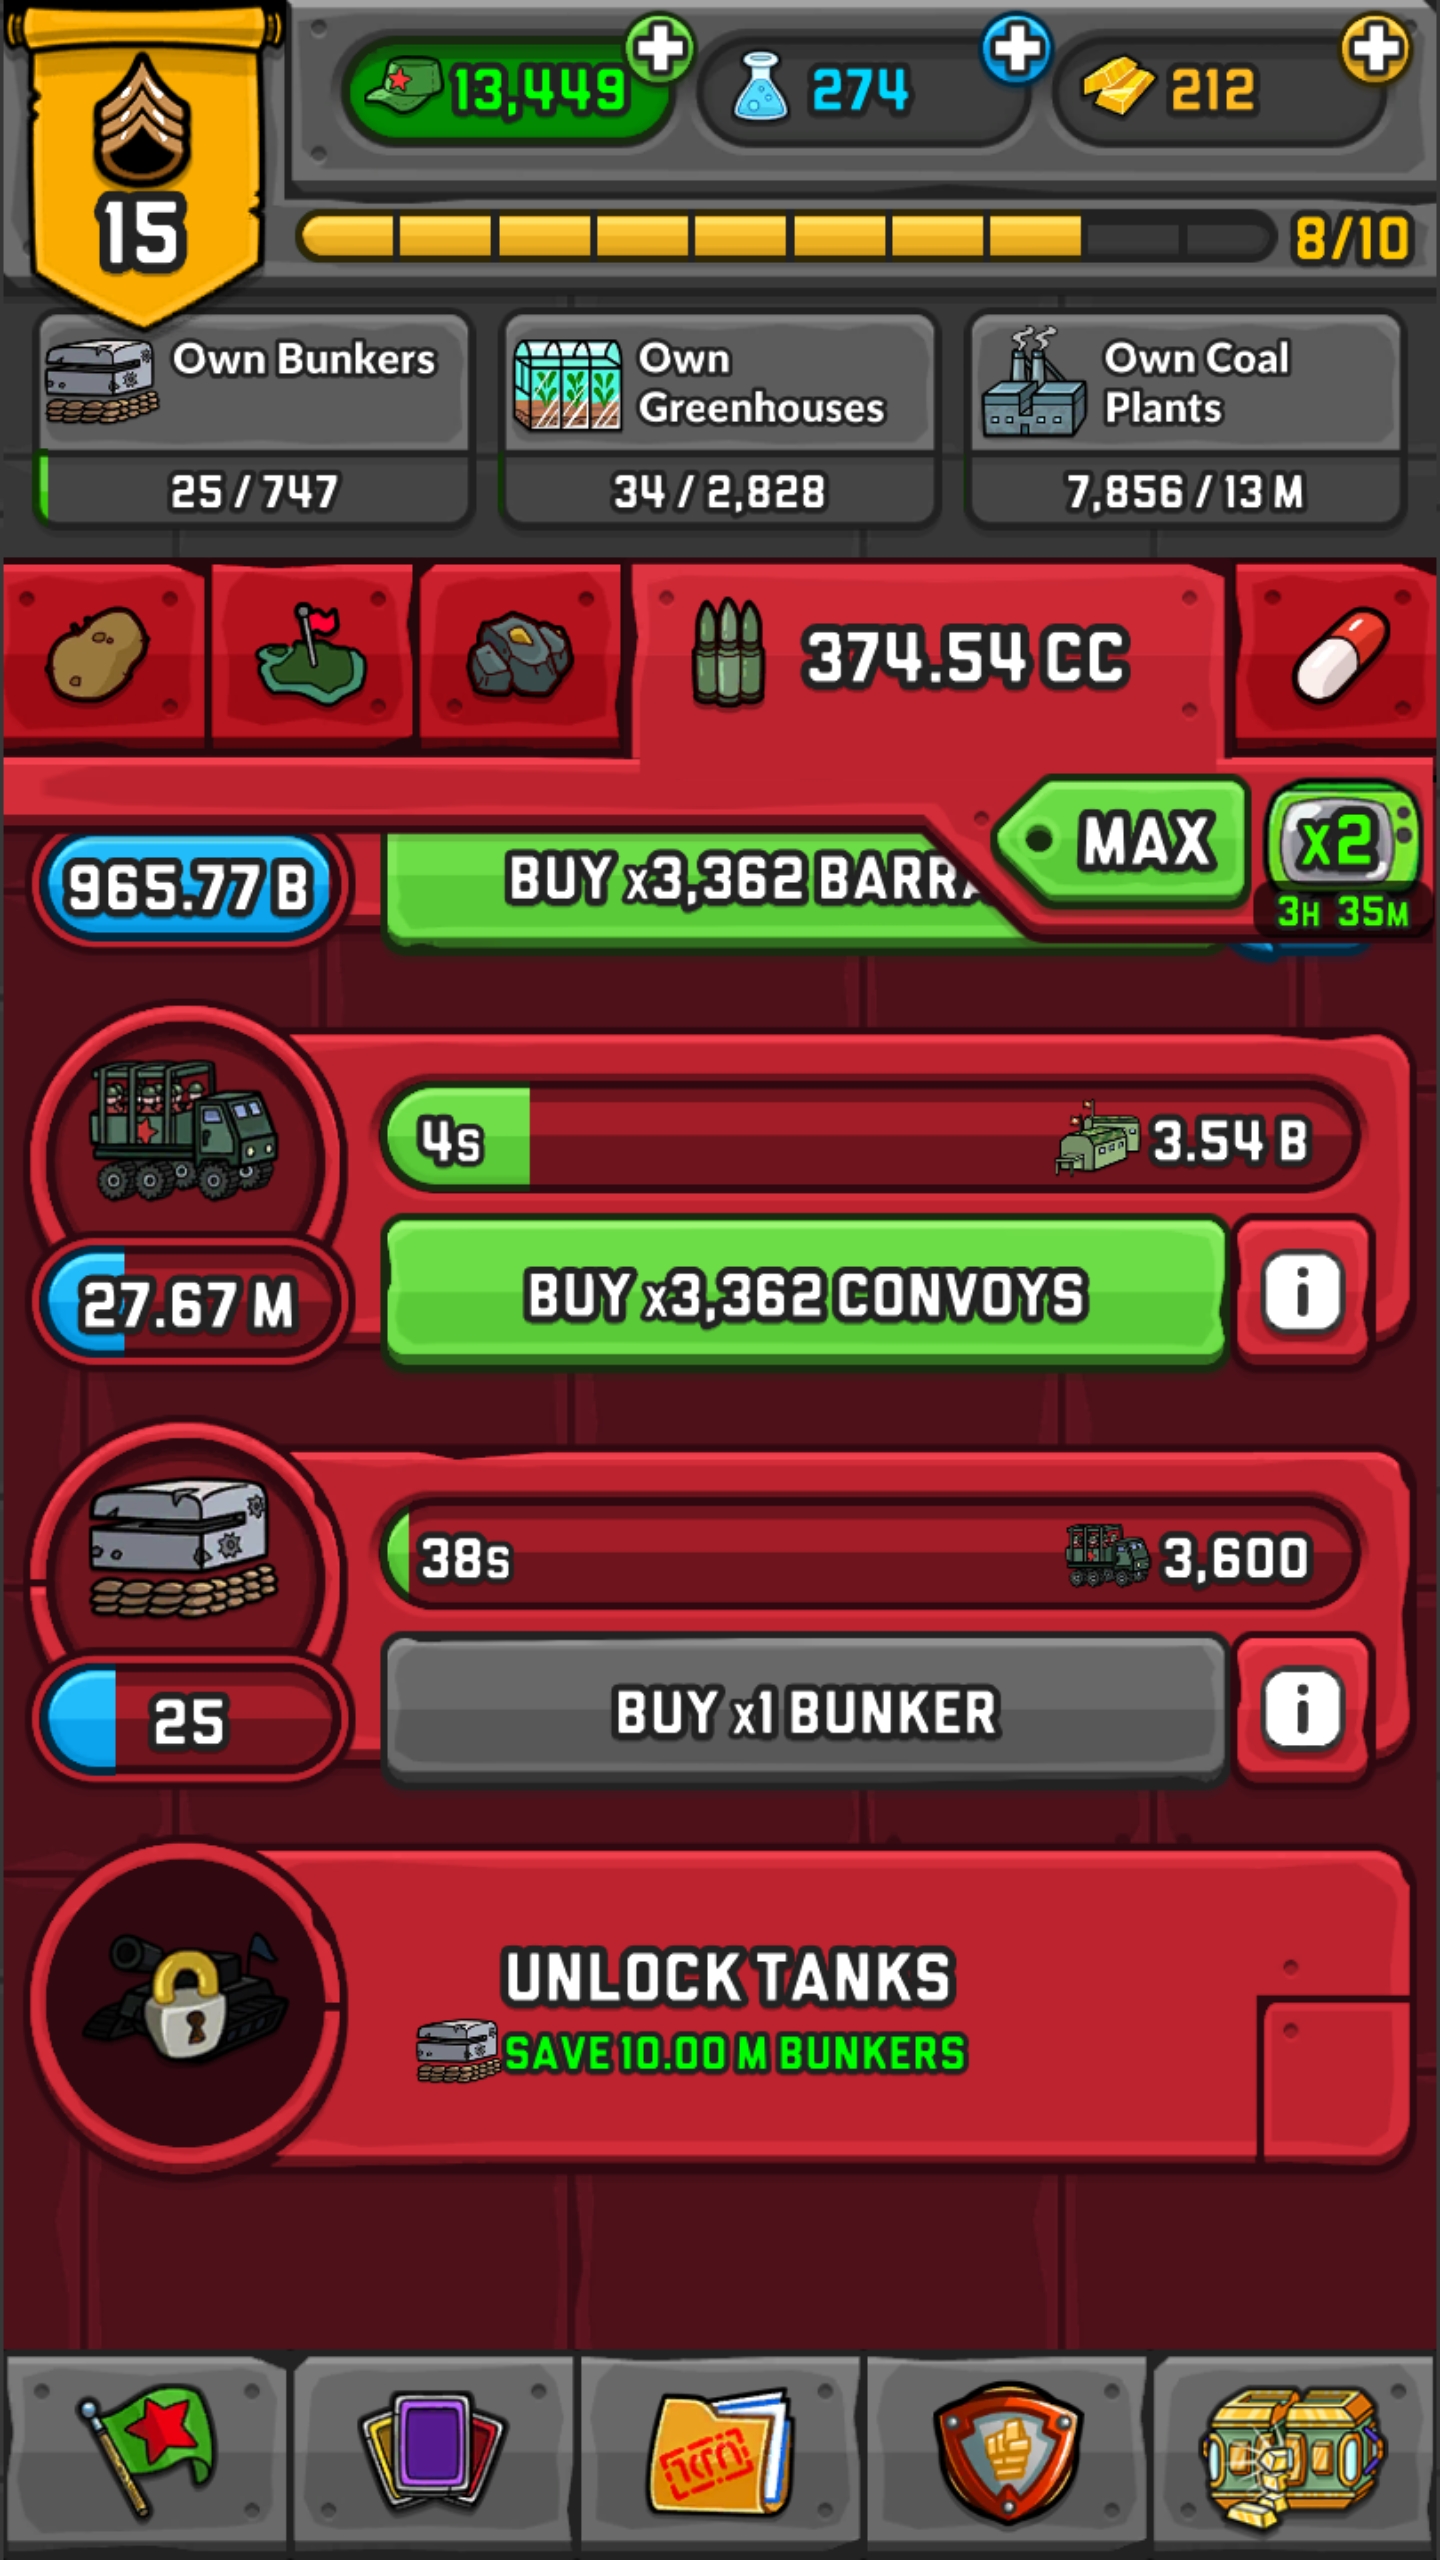 15
13,449
274
212
8/10
Own Bunkers
25 / 747
Own
Greenhouses
34 / 2,828
Own Coal
Plants
7,856 / 13 M
374.54 CC
MAX
x2
3H 35M
965.77 B
BUY x3,362
4s
3.54 B
27.67 M
BUY x3,362 CONVOYS
i
38s
3,600
25
BUY x1 BUNKER
i
UNLOCK TANKS
SAVE 10.00 M BUNKERS